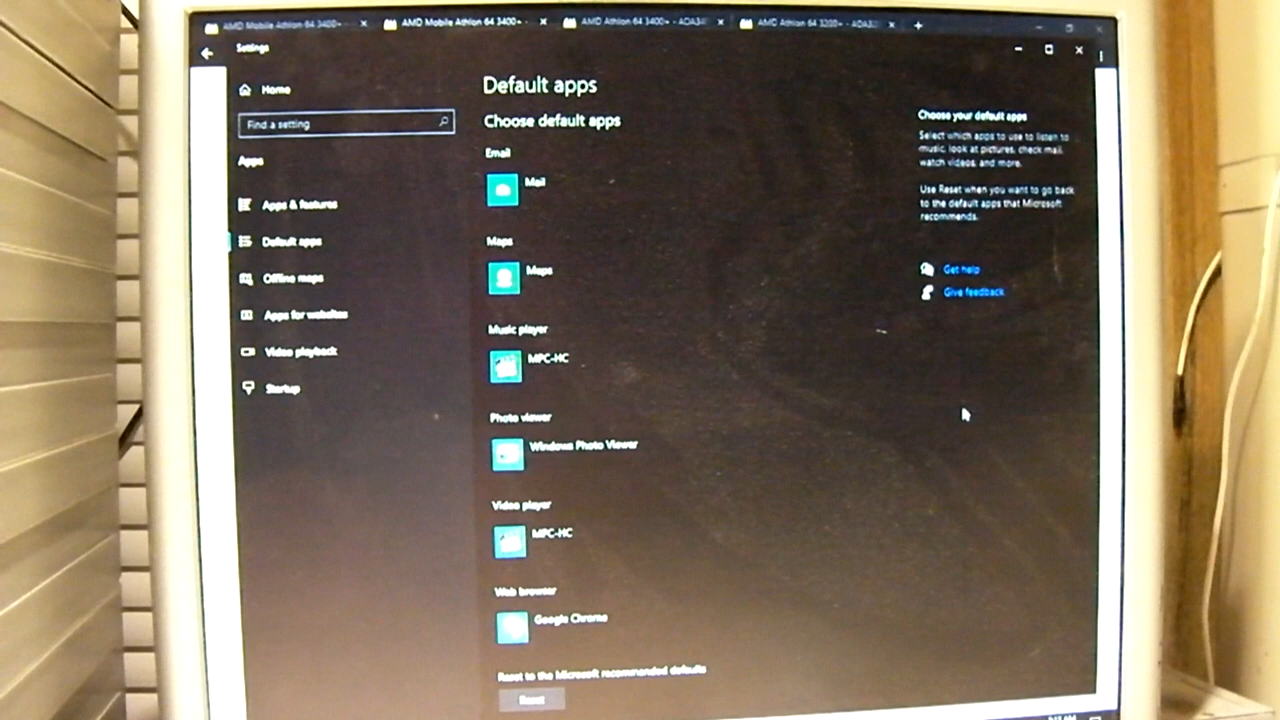 AMD Mobile Athlon 64 3400+ -
AMD Mobile Athlon 64 3400+ -
AMD Athlon 64 3400+ -
AMD Athlon 64 3200+ -
Settings
Home
Find a setting
Apps
Apps & features
Default apps
Offline maps
Apps for websites
Video playback
Startup
Default apps
Choose default apps
Email
Mail
Maps
Maps
Music player
MPC-HC
Photo viewer
Windows Photo Viewer
Video player
MPC-HC
Web browser
Google Chrome
Reset to the Microsoft recommended defaults
Reset
Choose your default apps
Select which apps to use to listen to
music, look at pictures, check mail,
watch videos, and more.
Use Reset when you want to go back
to the default apps that Microsoft
recommends.
Get help
Give feedback